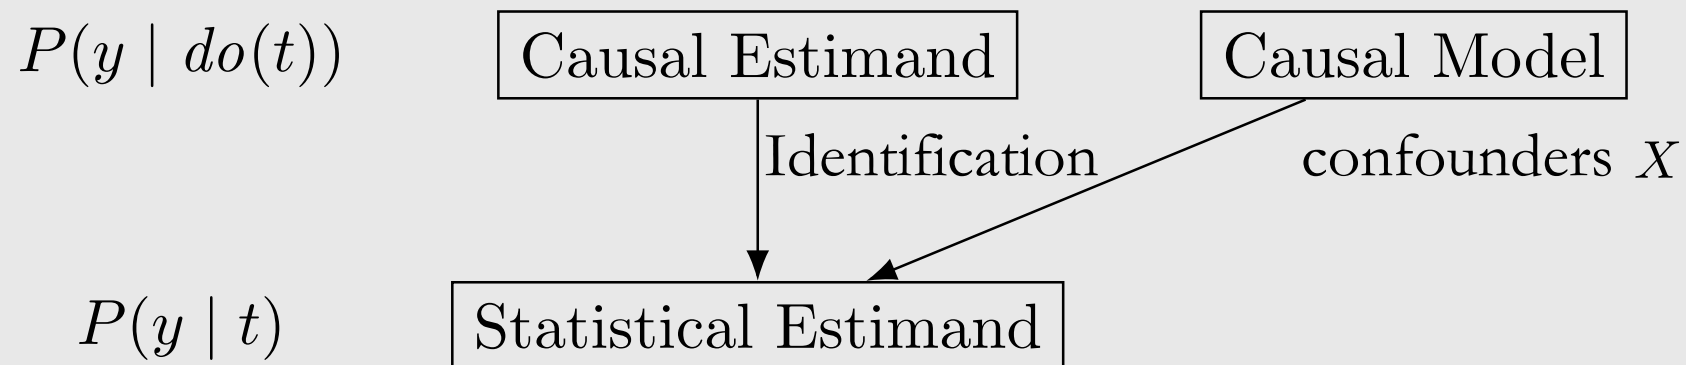 P(y | do(t)) Causal Estimand Causal Model
Identification confounders X
P(y | t) Statistical Estimand